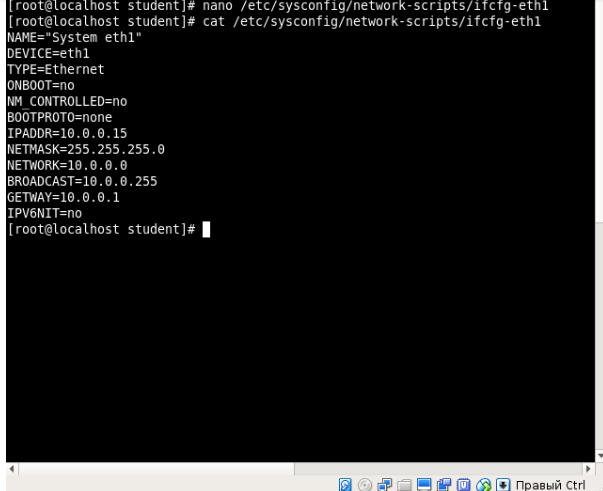 [root@localhost student]# nano /etc/sysconfig/network-scripts/ifcfg-eth1
[root@localhost student]# cat /etc/sysconfig/network-scripts/ifcfg-eth1
NAME="System eth1"
DEVICE=eth1
TYPE=Ethernet
ONBOOT=no
NM_CONTROLLED=no
BOOTPROTO=none
IPADDR=10.0.0.15
NETMASK=255.255.255.0
NETWORK=10.0.0.0
BROADCAST=10.0.0.255
GETWAY=10.0.0.1
IPV6NIT=no
[root@localhost student]#
Правый Ctrl